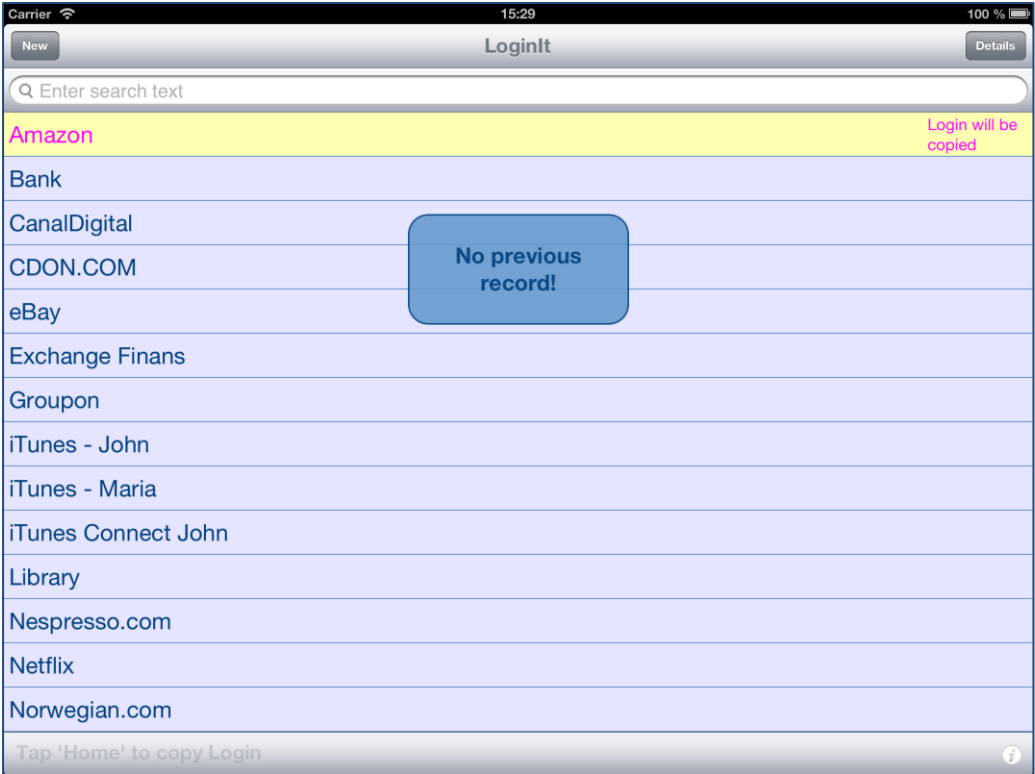 Carrier 15:29 100 %
New LoginIt Details
Enter search text
Amazon Login will be
copied
Bank
CanalDigital
No previous
CDON.COM
record!
eBay
Exchange Finans
Groupon
iTunes - John
iTunes - Maria
iTunes Connect John
Library
Nespresso.com
Netflix
Norwegian.com
Tap 'Home' to copy Login